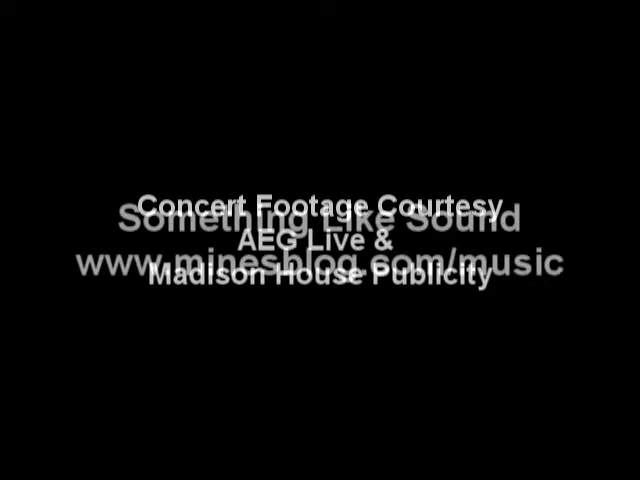 Concert Footage Courtesy
Something Like Sound
AEG Live &
www.minesblog.com/music
Madison House Publicity